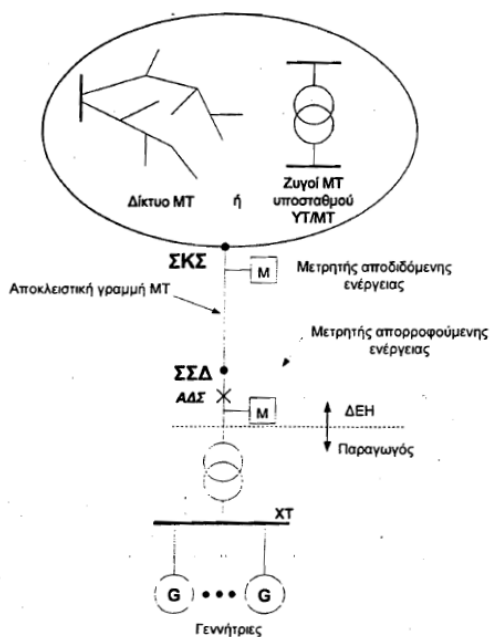 Δίκτυο ΜΤ
ή
Ζυγοί ΜΤ
υποσταθμού
ΥΤ/ΜΤ
ΣΚΣ
M
Μετρητής αποδιδόμενης
ενέργειας
Αποκλειστική γραμμή ΜΤ
Μετρητής απορροφούμενης
ενέργειας
ΣΣΔ
ΑΔΣ
M
ΔΕΗ
Παραγωγός
ΧΤ
G
G
Γεννήτριες